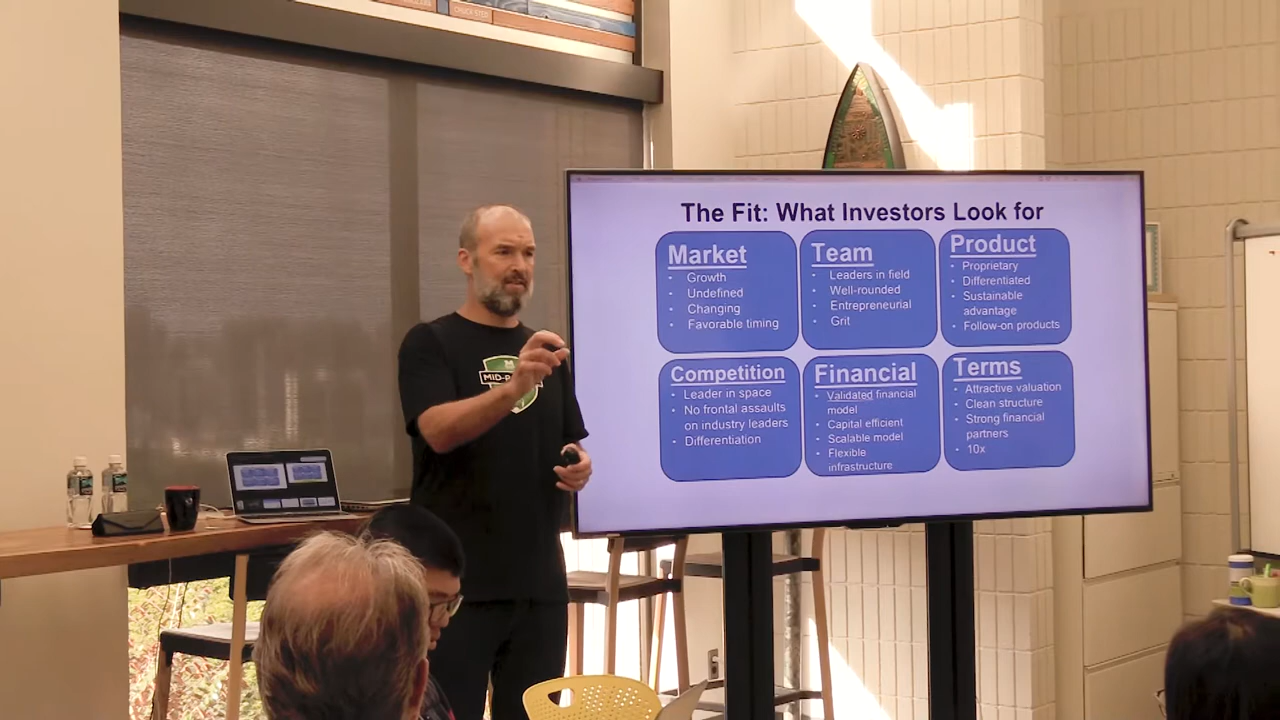 The Fit: What Investors Look for
Market
Growth
Undefined
Changing
Favorable timing
Team
Leaders in field
Well-rounded
Entrepreneurial
Grit
Product
Proprietary
Differentiated
Sustainable
advantage
Follow-on products
Competition
Leader in space
No frontal assaults
on industry leaders
Differentiation
Financial
Validated financial
model
Capital efficient
Scalable model
Flexible
infrastructure
Terms
Attractive valuation
Clean structure
Strong financial
partners
10x